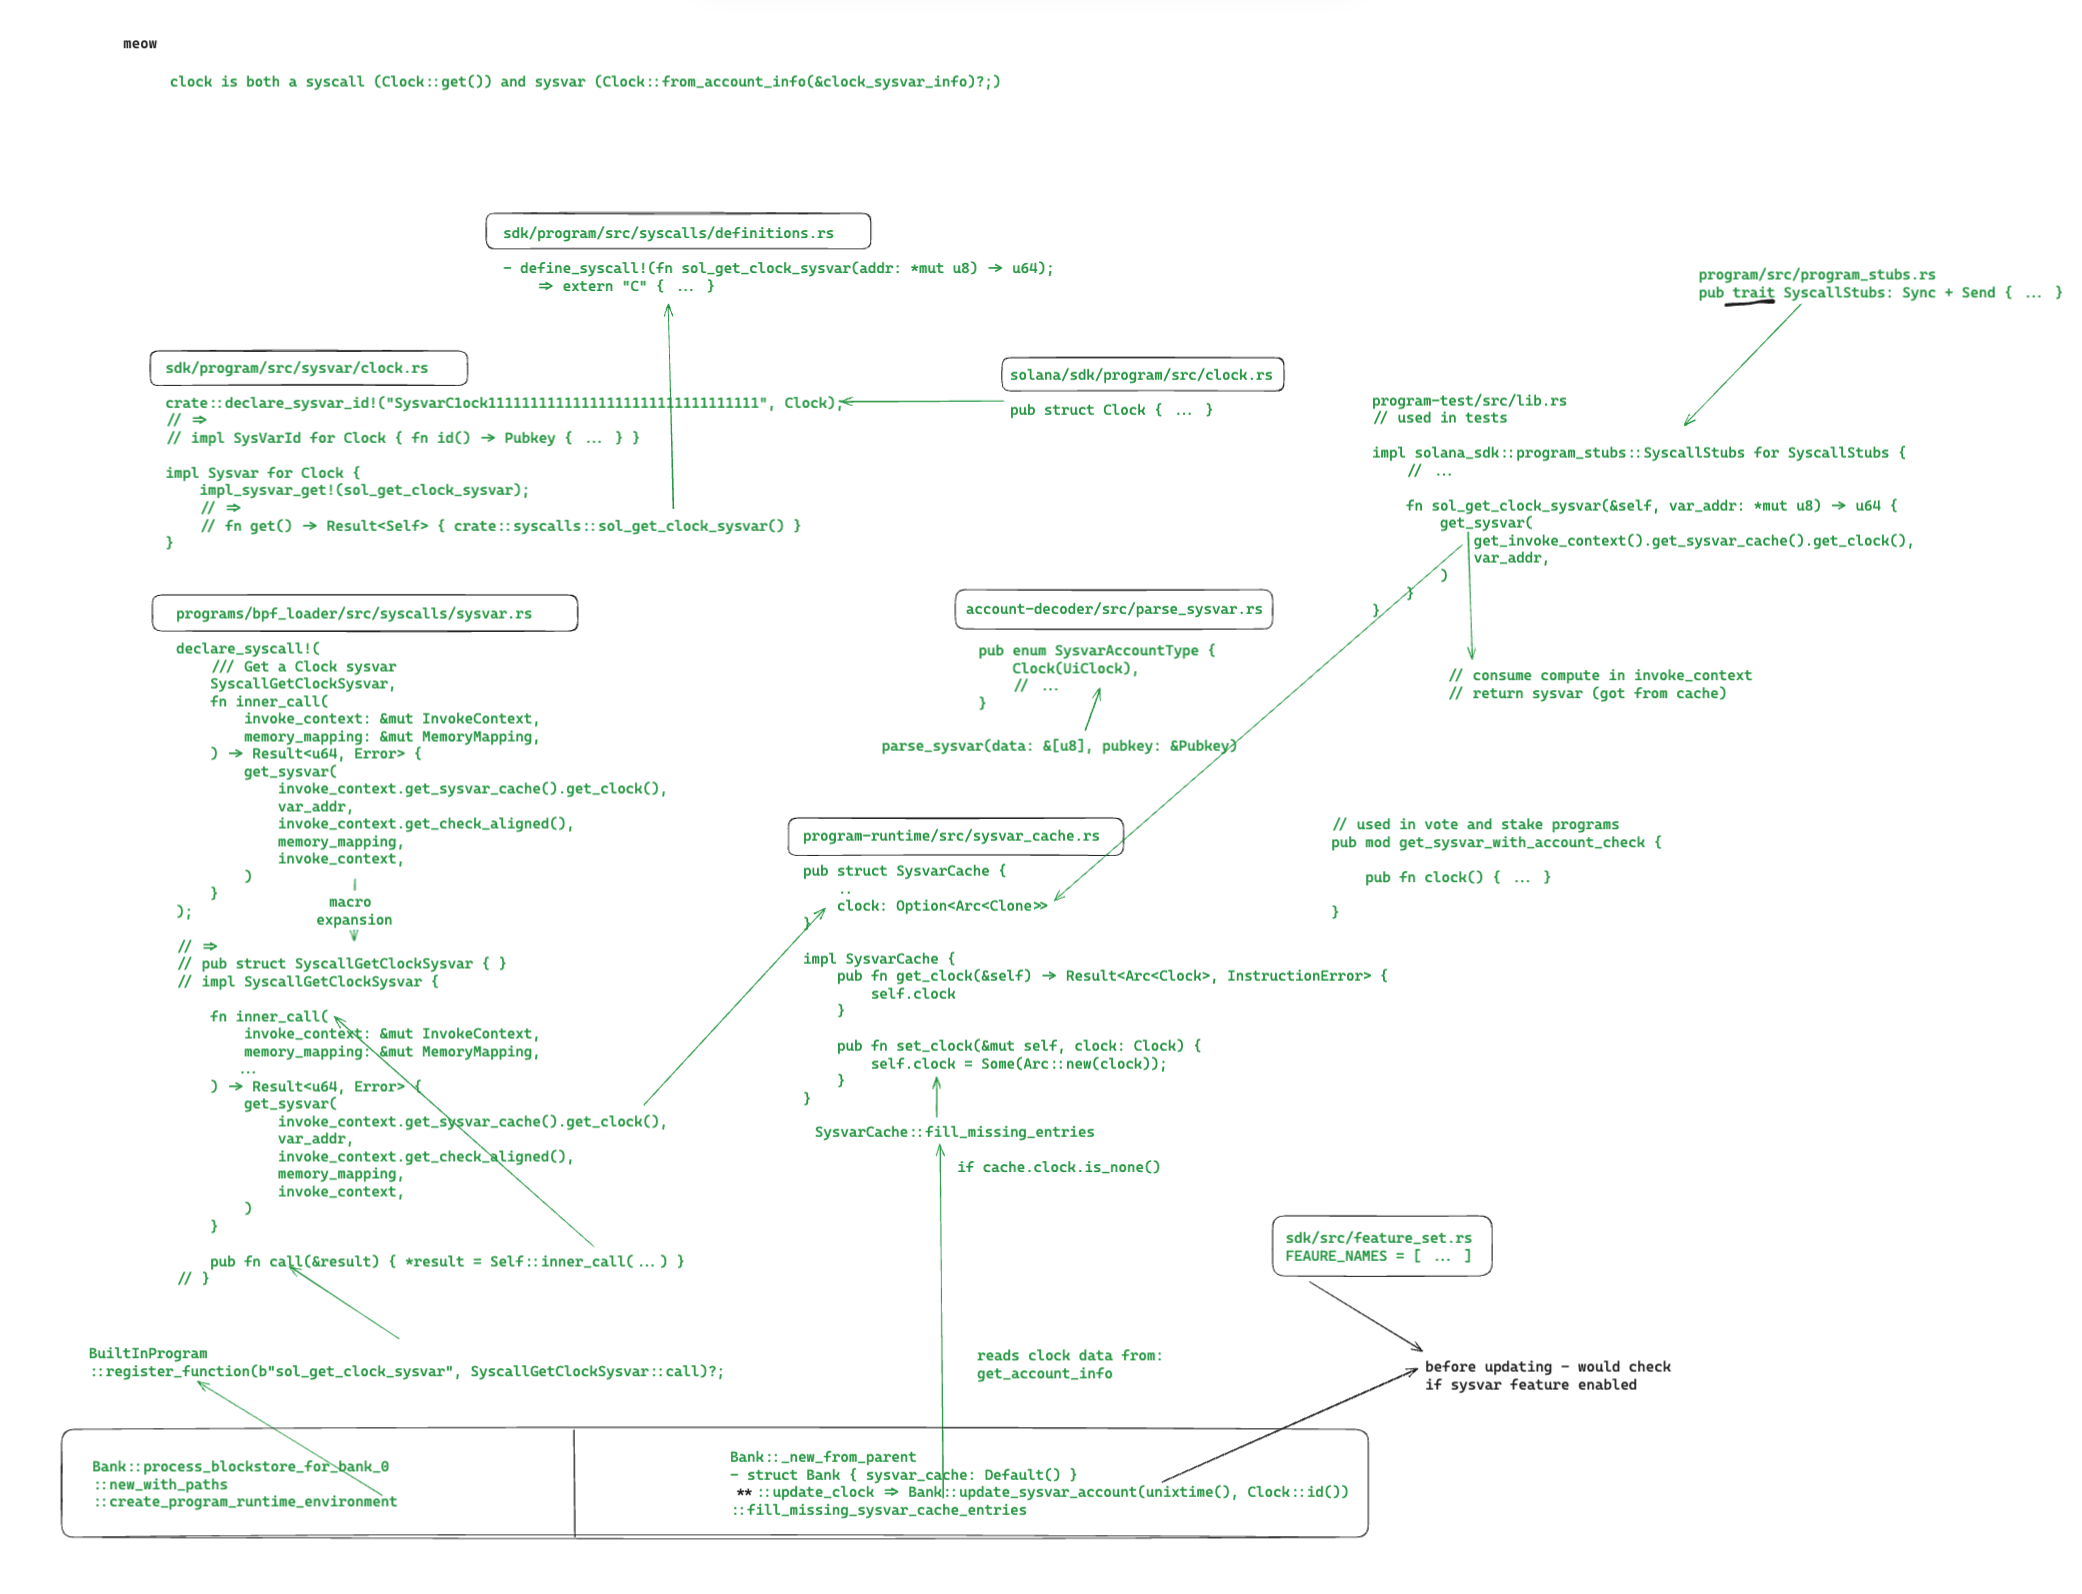 meow
clock is both a syscall (Clock::get()) and sysvar (Clock::from_account_info(&clock_sysvar_info)?;)
sdk/program/src/syscalls/definitions.rs
- define_syscall!(fn sol_get_clock_sysvar(addr: *mut u8) -> u64);
=> extern "C" { ... }
program/src/program_stubs.rs
pub trait SyscallStubs: Sync + Send { ... }
sdk/program/src/sysvar/clock.rs
crate::declare_sysvar_id!("SysvarC1ock11111111111111111111111111111111", Clock);
// =>
// impl SysVarId for Clock { fn id() -> Pubkey { ... } }
impl Sysvar for Clock {
impl_sysvar_get!(sol_get_clock_sysvar);
// =>
// fn get() -> Result<Self> { crate::syscalls::sol_get_clock_sysvar() }
}
solana/sdk/program/src/clock.rs
pub struct Clock { ... }
program-test/src/lib.rs
// used in tests
impl solana_sdk::program_stubs::SyscallStubs for SyscallStubs {
// ...
fn sol_get_clock_sysvar(&self, var_addr: *mut u8) -> u64 {
get_sysvar(
get_invoke_context().get_sysvar_cache().get_clock(),
var_addr,
)
}
}
// consume compute in invoke_context
// return sysvar (got from cache)
programs/bpf_loader/src/syscalls/sysvar.rs
declare_syscall!(
/// Get a Clock sysvar
SyscallGetClockSysvar,
fn inner_call(
invoke_context: &mut InvokeContext,
memory_mapping: &mut MemoryMapping,
) -> Result<u64, Error> {
get_sysvar(
invoke_context.get_sysvar_cache().get_clock(),
var_addr,
invoke_context.get_check_aligned(),
memory_mapping,
invoke_context,
)
}
);
macro
expansion
// =>
// pub struct SyscallGetClockSysvar { }
// impl SyscallGetClockSysvar {
fn inner_call(
invoke_context: &mut InvokeContext,
memory_mapping: &mut MemoryMapping,
...
) -> Result<u64, Error> {
get_sysvar(
invoke_context.get_sysvar_cache().get_clock(),
var_addr,
invoke_context.get_check_aligned(),
memory_mapping,
invoke_context,
)
}
pub fn call(&result) { *result = Self::inner_call(...) }
// }
account-decoder/src/parse_sysvar.rs
pub enum SysvarAccountType {
Clock(UiClock),
// ...
}
parse_sysvar(data: &[u8], pubkey: &Pubkey)
program-runtime/src/sysvar_cache.rs
pub struct SysvarCache {
..
clock: Option<Arc<Clone>>
}
impl SysvarCache {
pub fn get_clock(&self) -> Result<Arc<Clock>, InstructionError> {
self.clock
}
pub fn set_clock(&mut self, clock: Clock) {
self.clock = Some(Arc::new(clock));
}
}
SysvarCache::fill_missing_entries
if cache.clock.is_none()
// used in vote and stake programs
pub mod get_sysvar_with_account_check {
pub fn clock() { ... }
}
sdk/src/feature_set.rs
FEAURE_NAMES = [ ... ]
before updating - would check
if sysvar feature enabled
reads clock data from:
get_account_info
BuiltInProgram
::register_function(b"sol_get_clock_sysvar", SyscallGetClockSysvar::call)?;
Bank::process_blockstore_for_bank_0
::new_with_paths
::create_program_runtime_environment
Bank::_new_from_parent
- struct Bank { sysvar_cache: Default() }
** ::update_clock => Bank::update_sysvar_account(unixtime(), Clock::id())
::fill_missing_sysvar_cache_entries